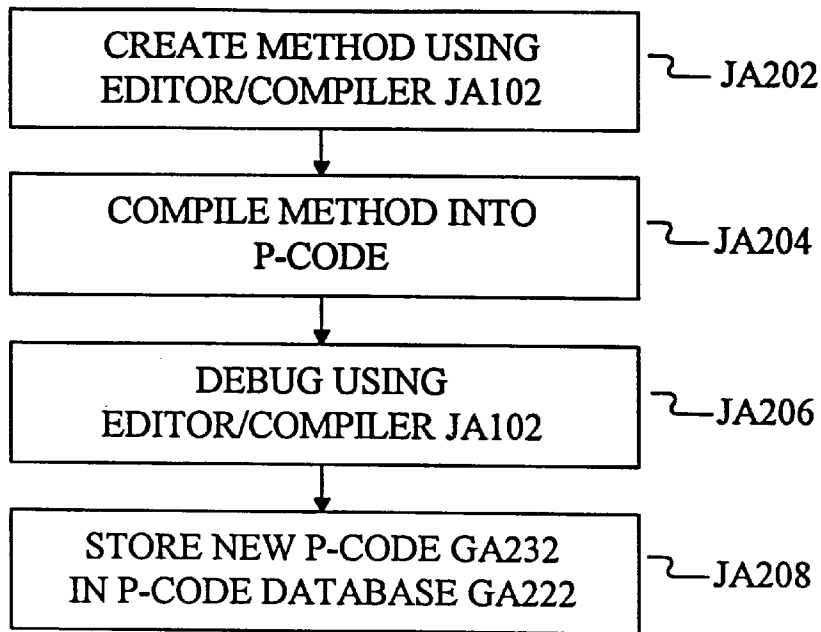 CREATE METHOD USING
EDITOR/COMPILER JA102
JA202
COMPILE METHOD INTO
P-CODE
JA204
DEBUG USING
EDITOR/COMPILER JA102
JA206
STORE NEW P-CODE GA232
IN P-CODE DATABASE GA222
JA208